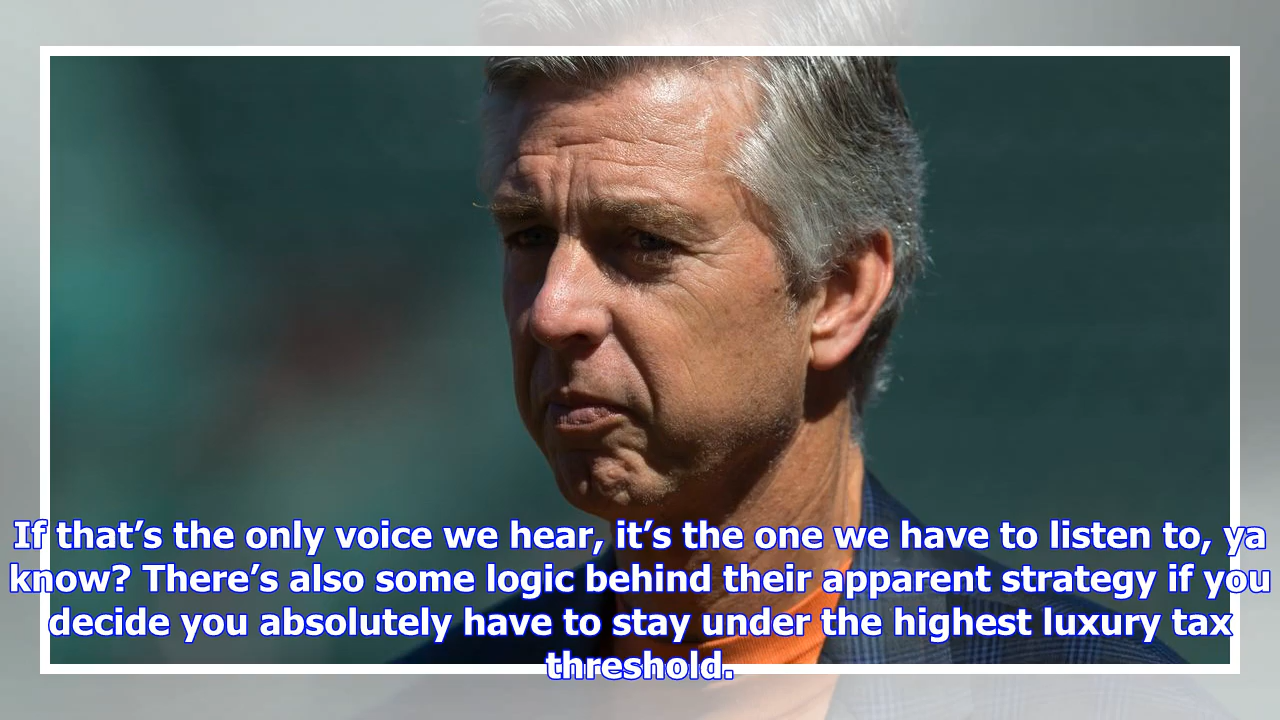 If that’s the only voice we hear, it’s the one we have to listen to, ya
know? There’s also some logic behind their apparent strategy if you
decide you absolutely have to stay under the highest luxury tax
threshold.